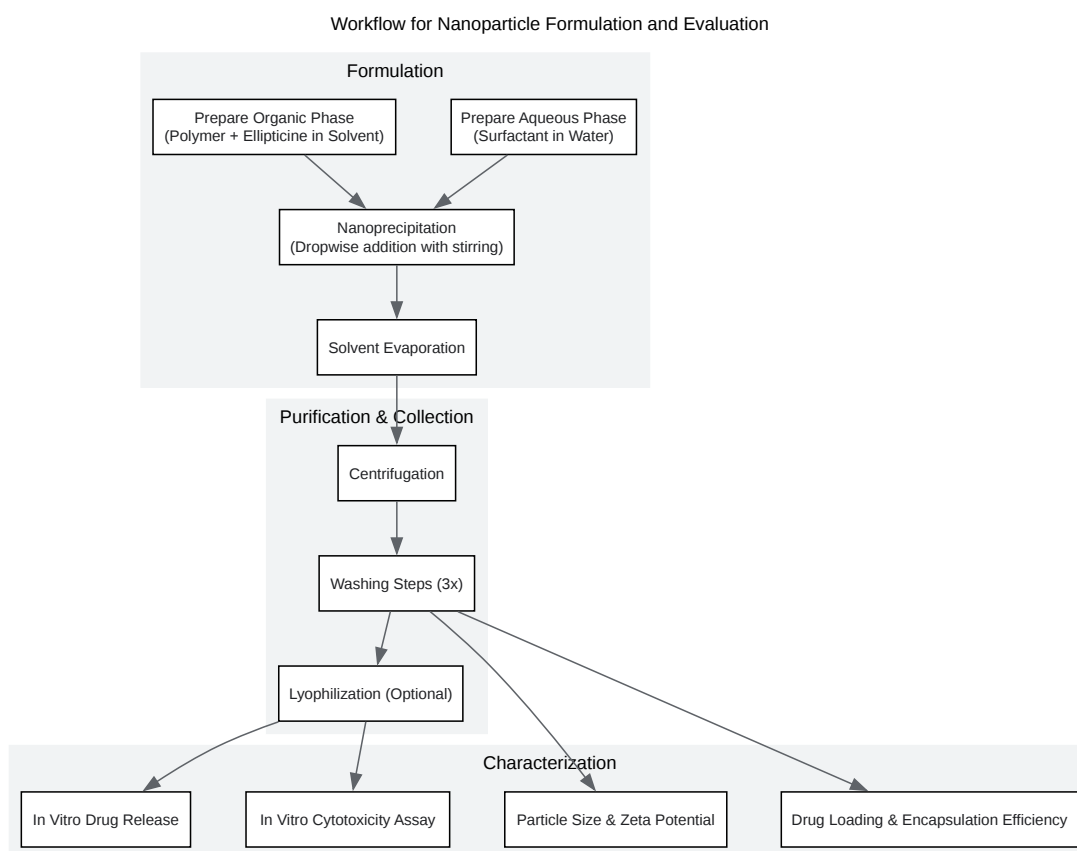 Workflow for Nanoparticle Formulation and Evaluation
Formulation
Prepare Organic Phase
(Polymer + Ellipticine in Solvent)
Prepare Aqueous Phase
(Surfactant in Water)
Nanoprecipitation
(Dropwise addition with stirring)
Solvent Evaporation
Purification & Collection
Centrifugation
Washing Steps (3x)
Lyophilization (Optional)
Characterization
In Vitro Drug Release
In Vitro Cytotoxicity Assay
Particle Size & Zeta Potential
Drug Loading & Encapsulation Efficiency